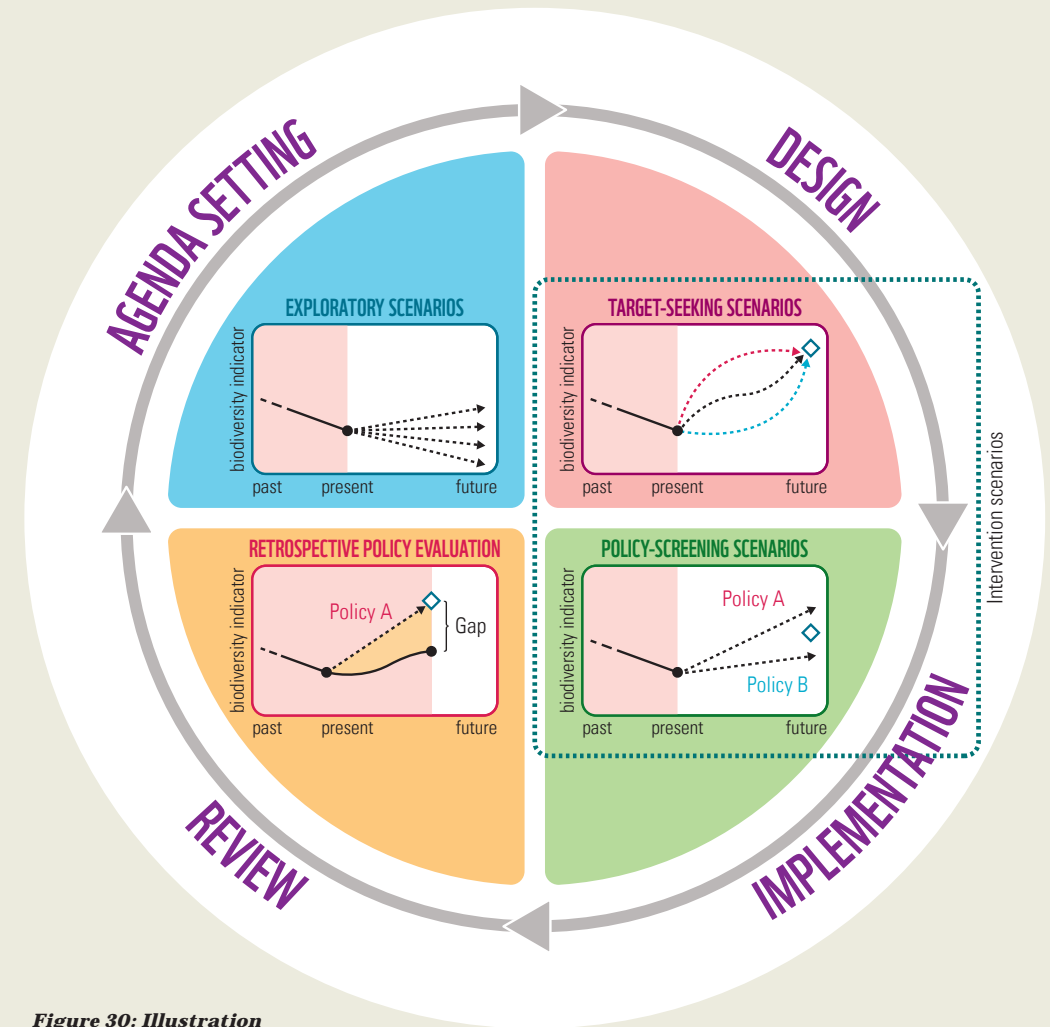 AGENDA SETTING
DESIGN
EXPLORATORY SCENARIOS
biodiversity indicator
past present future
TARGET-SEEKING SCENARIOS
biodiversity indicator
past present future
Intervention scenarios
RETROSPECTIVE POLICY EVALUATION
biodiversity indicator
Policy A
Gap
past present future
POLICY-SCREENING SCENARIOS
biodiversity indicator
Policy A
Policy B
past present future
REVIEW
IMPLEMENTATION
Figure 30: Illustration